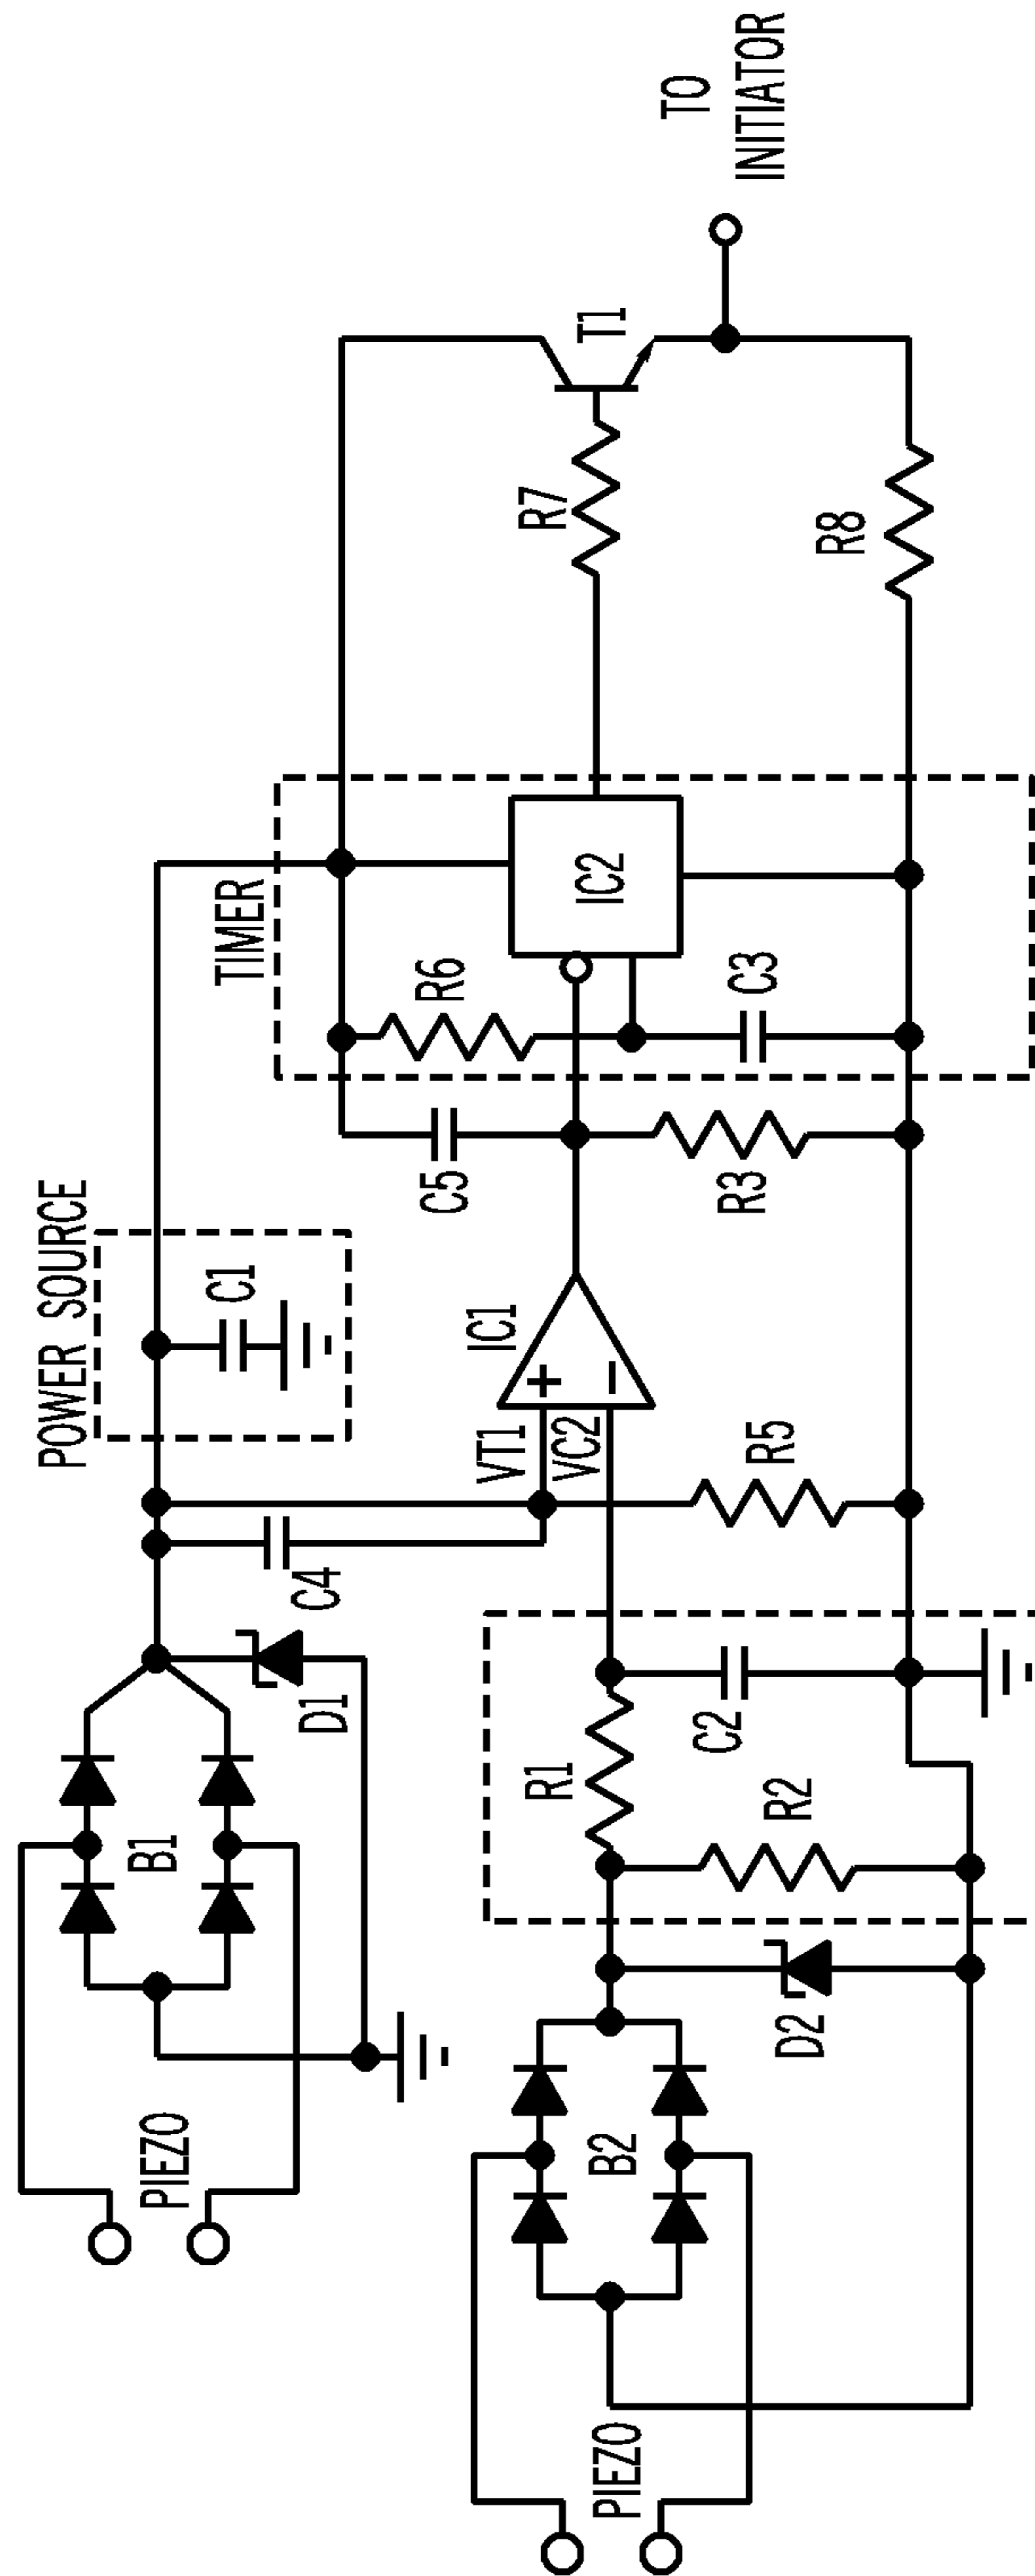 POWER SOURCE
TIMER
PIEZO
B1
D1
C4
C1
C5
R6
VT1
VC2
+
−
IC1
IC2
R7
T1
TO
INITIATOR
PIEZO
B2
D2
R1
R2
C2
R5
R3
C3
R8